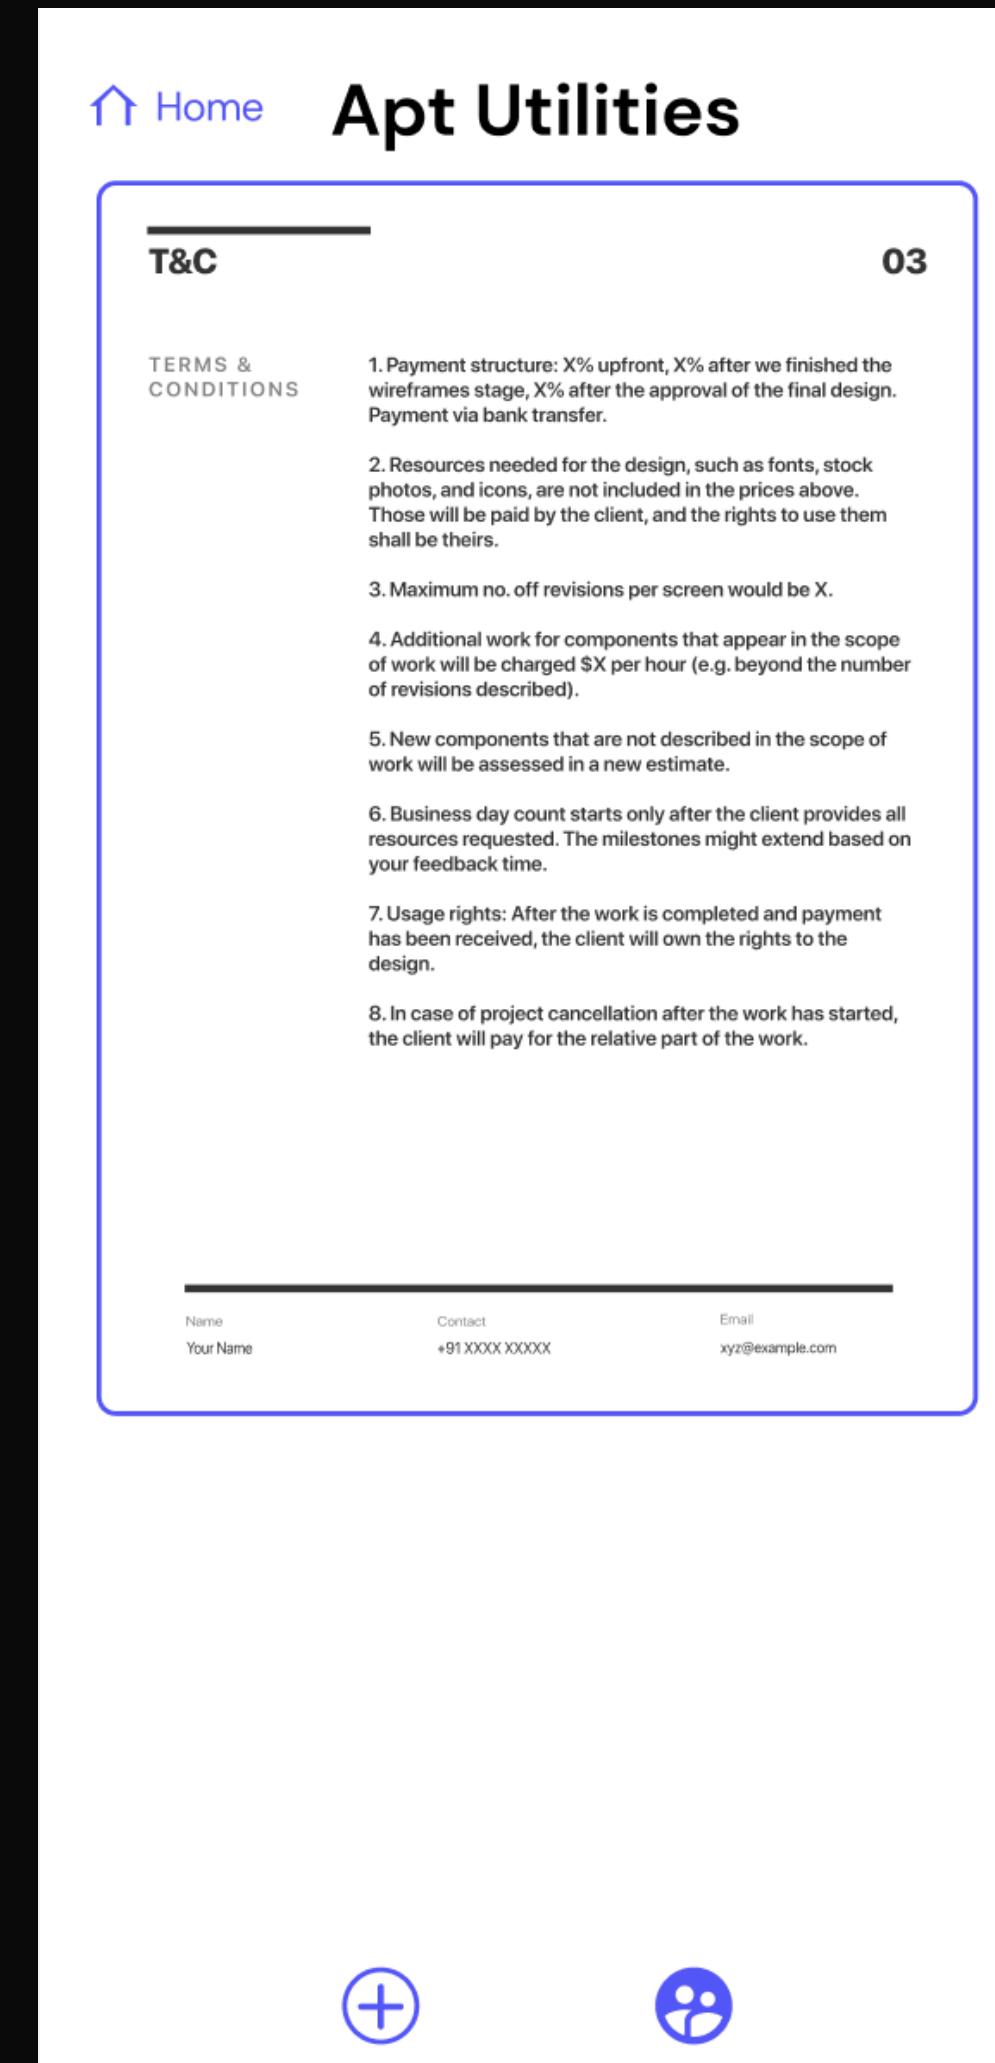 Home
Apt Utilities
T&C
03
TERMS &
CONDITIONS
1. Payment structure: X% upfront, X% after we finished the
wireframes stage, X% after the approval of the final design.
Payment via bank transfer.
2. Resources needed for the design, such as fonts, stock
photos, and icons, are not included in the prices above.
Those will be paid by the client, and the rights to use them
shall be theirs.
3. Maximum no. off revisions per screen would be X.
4. Additional work for components that appear in the scope
of work will be charged $X per hour (e.g. beyond the number
of revisions described).
5. New components that are not described in the scope of
work will be assessed in a new estimate.
6. Business day count starts only after the client provides all
resources requested. The milestones might extend based on
your feedback time.
7. Usage rights: After the work is completed and payment
has been received, the client will own the rights to the
design.
8. In case of project cancellation after the work has started,
the client will pay for the relative part of the work.
Name
Your Name
Contact
+91 XXXX XXXXX
Email
xyz@example.com